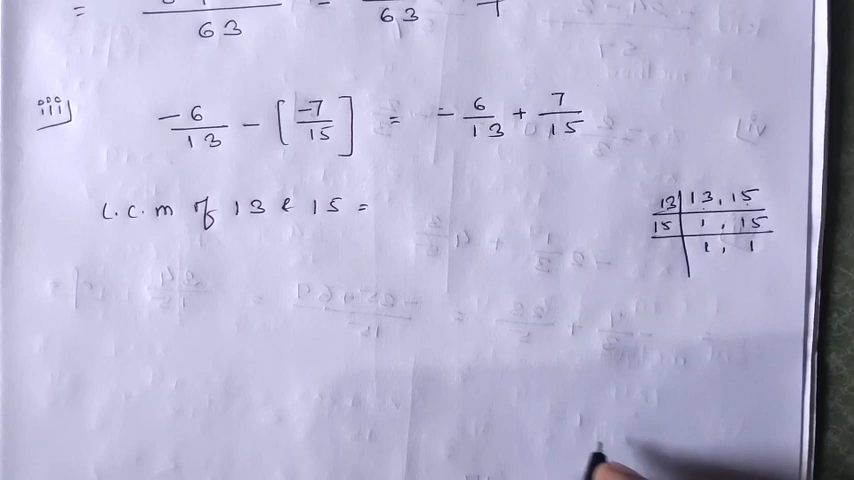 = 63 = 63
iii) -6/13 - [-7/15] = -6/13 + 7/15
L.C.M of 13 & 15 =
13 | 13, 15
15 | 1, 15
1, 1